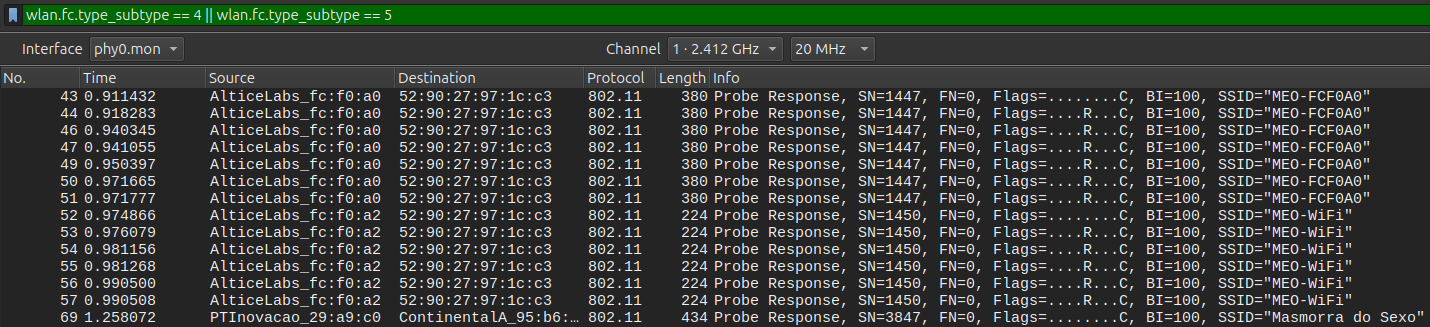 wlan.fc.type_subtype == 4 || wlan.fc.type_subtype == 5
Interface phy0.mon Channel 1 · 2.412 GHz 20 MHz
No. Time Source Destination Protocol Length Info
43 0.911432 AlticeLabs_fc:f0:a0 52:90:27:97:1c:c3 802.11 380 Probe Response, SN=1447, FN=0, Flags=........C, BI=100, SSID="MEO-FCF0A0"
44 0.918283 AlticeLabs_fc:f0:a0 52:90:27:97:1c:c3 802.11 380 Probe Response, SN=1447, FN=0, Flags=....R...C, BI=100, SSID="MEO-FCF0A0"
46 0.940345 AlticeLabs_fc:f0:a0 52:90:27:97:1c:c3 802.11 380 Probe Response, SN=1447, FN=0, Flags=....R...C, BI=100, SSID="MEO-FCF0A0"
47 0.941055 AlticeLabs_fc:f0:a0 52:90:27:97:1c:c3 802.11 380 Probe Response, SN=1447, FN=0, Flags=....R...C, BI=100, SSID="MEO-FCF0A0"
49 0.950397 AlticeLabs_fc:f0:a0 52:90:27:97:1c:c3 802.11 380 Probe Response, SN=1447, FN=0, Flags=....R...C, BI=100, SSID="MEO-FCF0A0"
50 0.971665 AlticeLabs_fc:f0:a0 52:90:27:97:1c:c3 802.11 380 Probe Response, SN=1447, FN=0, Flags=....R...C, BI=100, SSID="MEO-FCF0A0"
51 0.971777 AlticeLabs_fc:f0:a0 52:90:27:97:1c:c3 802.11 380 Probe Response, SN=1447, FN=0, Flags=....R...C, BI=100, SSID="MEO-FCF0A0"
52 0.974866 AlticeLabs_fc:f0:a2 52:90:27:97:1c:c3 802.11 224 Probe Response, SN=1450, FN=0, Flags=........C, BI=100, SSID="MEO-WiFi"
53 0.976079 AlticeLabs_fc:f0:a2 52:90:27:97:1c:c3 802.11 224 Probe Response, SN=1450, FN=0, Flags=....R...C, BI=100, SSID="MEO-WiFi"
54 0.981156 AlticeLabs_fc:f0:a2 52:90:27:97:1c:c3 802.11 224 Probe Response, SN=1450, FN=0, Flags=....R...C, BI=100, SSID="MEO-WiFi"
55 0.981268 AlticeLabs_fc:f0:a2 52:90:27:97:1c:c3 802.11 224 Probe Response, SN=1450, FN=0, Flags=....R...C, BI=100, SSID="MEO-WiFi"
56 0.990500 AlticeLabs_fc:f0:a2 52:90:27:97:1c:c3 802.11 224 Probe Response, SN=1450, FN=0, Flags=....R...C, BI=100, SSID="MEO-WiFi"
57 0.990508 AlticeLabs_fc:f0:a2 52:90:27:97:1c:c3 802.11 224 Probe Response, SN=1450, FN=0, Flags=....R...C, BI=100, SSID="MEO-WiFi"
69 1.258072 PTInovacao_29:a9:c0 ContinentalA_95:b6:… 802.11 434 Probe Response, SN=3847, FN=0, Flags=........C, BI=100, SSID="Masmorra do Sexo"